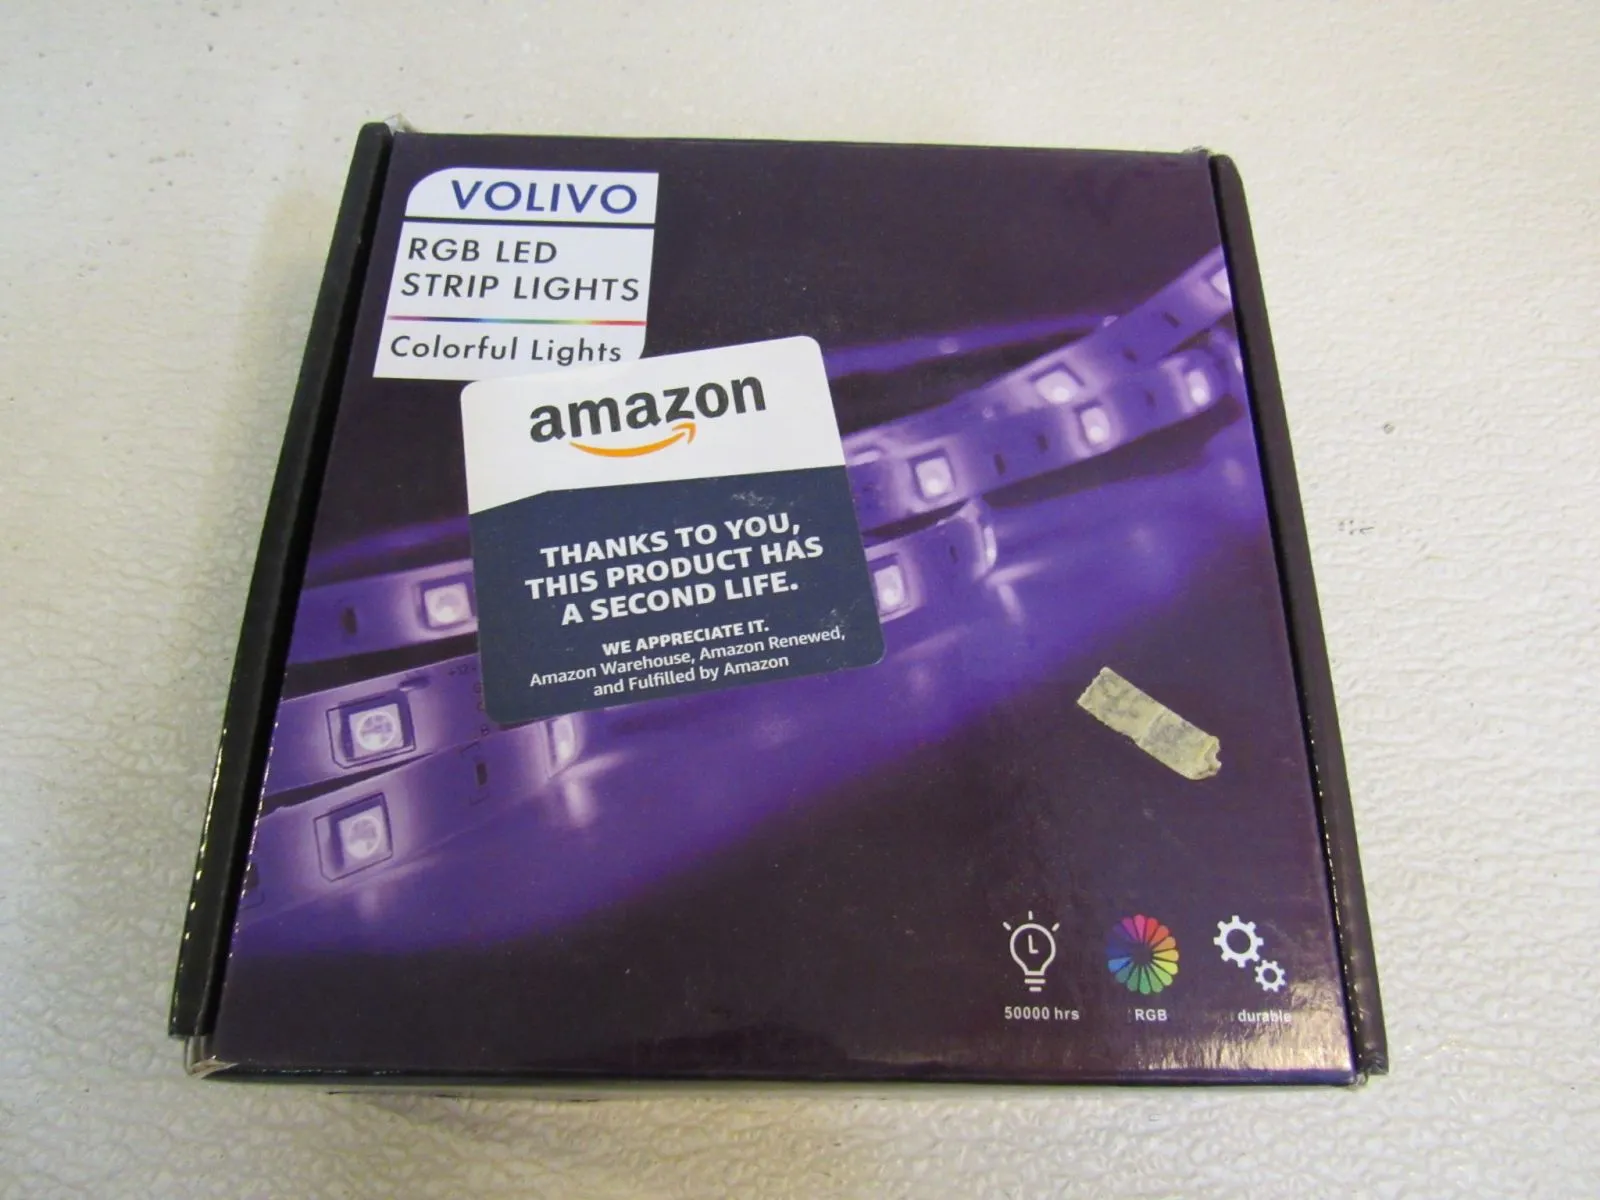 VOLIVO
RGB LED
STRIP LIGHTS
Colorful Lights
amazon
THANKS TO YOU,
THIS PRODUCT HAS
A SECOND LIFE.
WE APPRECIATE IT.
Amazon Warehouse, Amazon Renewed,
and Fulfilled by Amazon
50000 hrs
RGB
durable